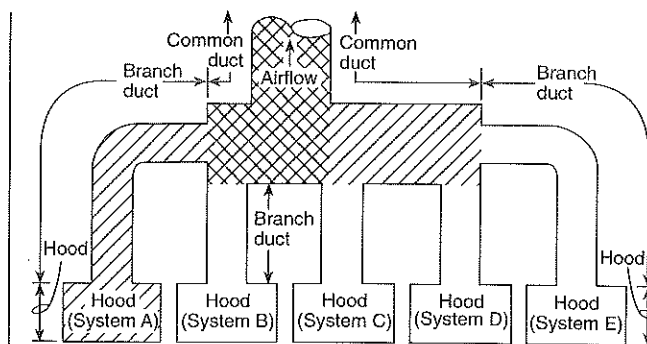 Common
duct
Common
duct
Airflow
Branch
duct
Branch
duct
Branch
duct
Hood
Hood
Hood
(System A)
Hood
(System B)
Hood
(System C)
Hood
(System D)
Hood
(System E)